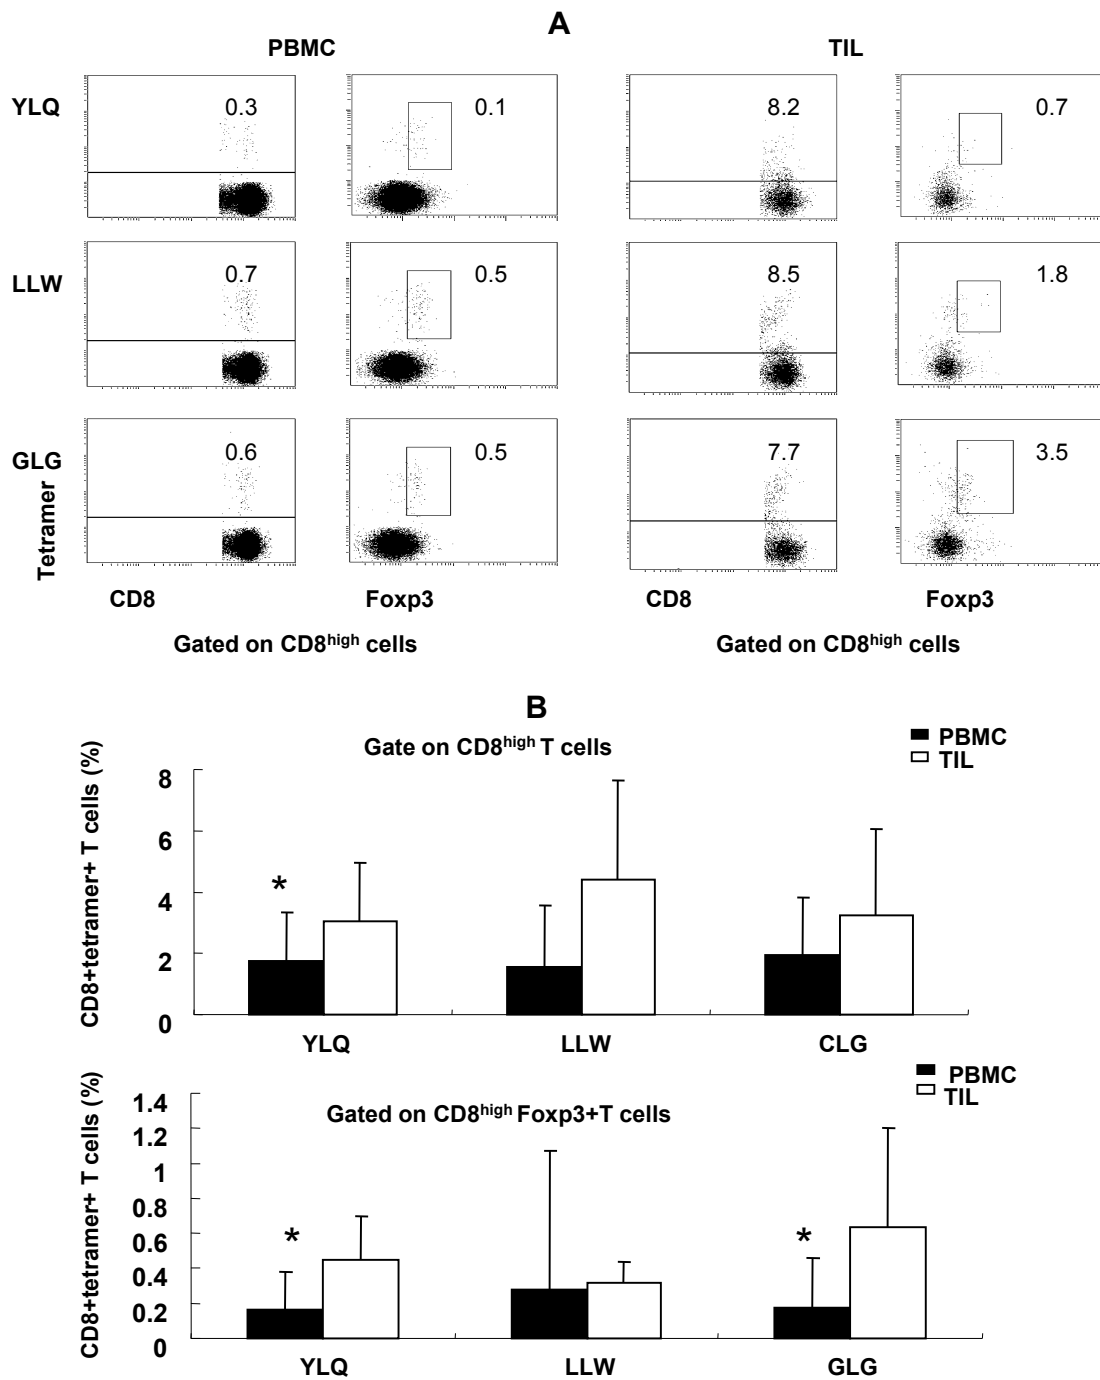 A
PBMC TIL
YLQ 0.3 0.1 8.2 0.7
LLW 0.7 0.5 8.5 1.8
GLG 0.6 0.5 7.7 3.5
Tetramer
CD8 Foxp3 CD8 Foxp3
Gated on CD8high cells Gated on CD8high cells
B
Gate on CD8high T cells
PBMC
TIL
CD8+tetramer+ T cells (%)
8
6
4
*
2
0
YLQ LLW CLG
PBMC
TIL
Gated on CD8high Foxp3+T cells
CD8+tetramer+ T cells (%)
1.4
1.2
1
0.8
0.6
* *
0.4
0.2
0
YLQ LLW GLG